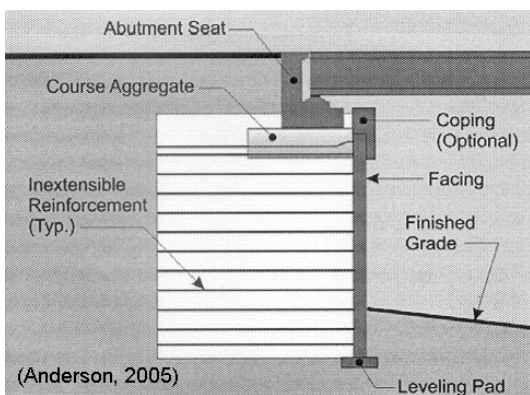 Abutment Seat
Course Aggregate
Coping
(Optional)
Inextensible
Reinforcement
(Typ.)
Facing
Finished
Grade
(Anderson, 2005)
Leveling Pad